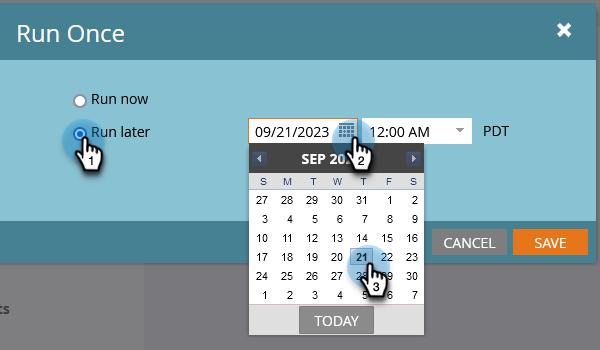 Run Once
Run now
Run later
1
09/21/2023
2
12:00 AM
PDT
SEP 20
S M T W T F S
27 28 29 30 31 1 2
3 4 5 6 7 8 9
10 11 12 13 14 15 16
17 18 19 20 21 22 23
24 25 26 27 28 29 30
3
1 2 3 4 5 6 7
TODAY
CANCEL
SAVE
ts